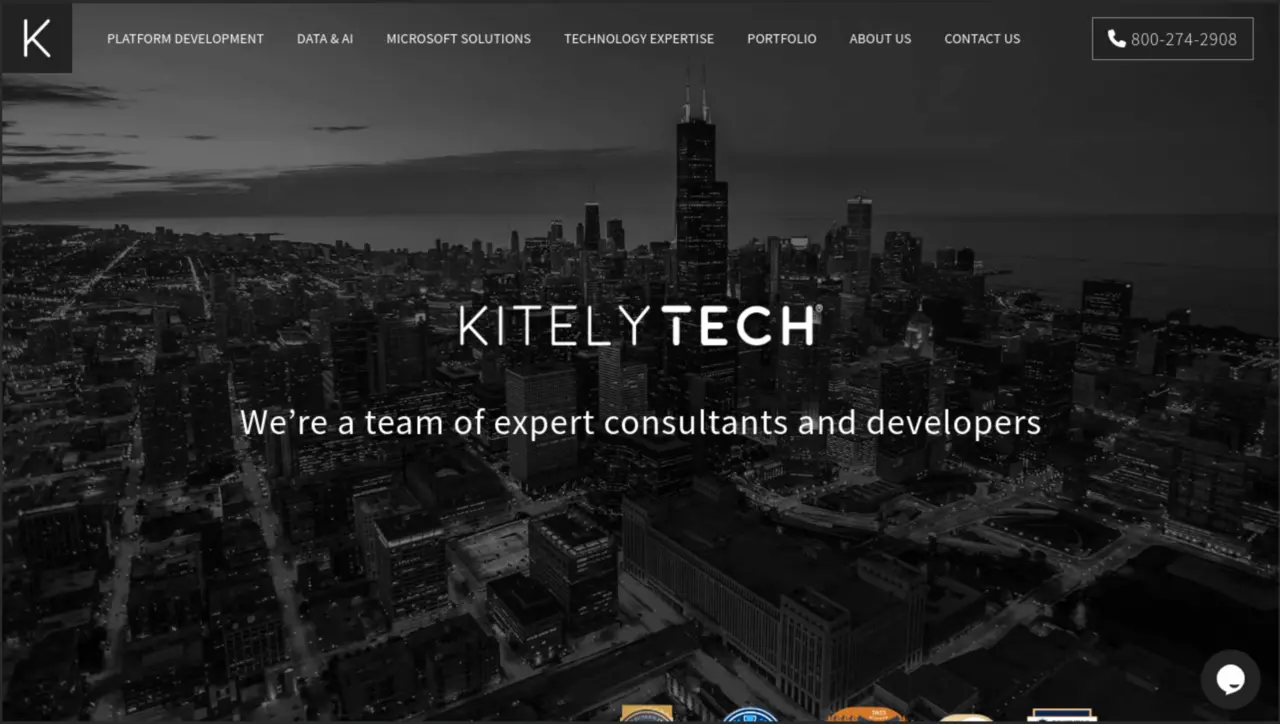 K
PLATFORM DEVELOPMENT
DATA & AI
MICROSOFT SOLUTIONS
TECHNOLOGY EXPERTISE
PORTFOLIO
ABOUT US
CONTACT US
800-274-2908
KITELYTECH®
We’re a team of expert consultants and developers